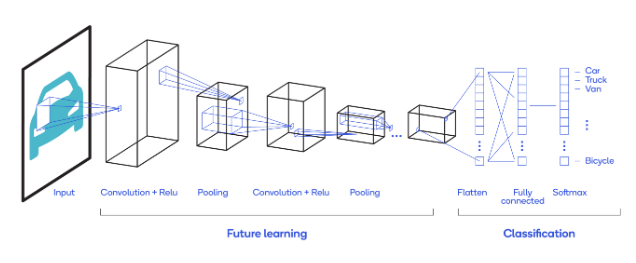 Car
Truck
Van
Bicycle
Input
Convolution + Relu
Pooling
Convolution + Relu
Pooling
Flatten
Fully
connected
Softmax
Future learning
Classification